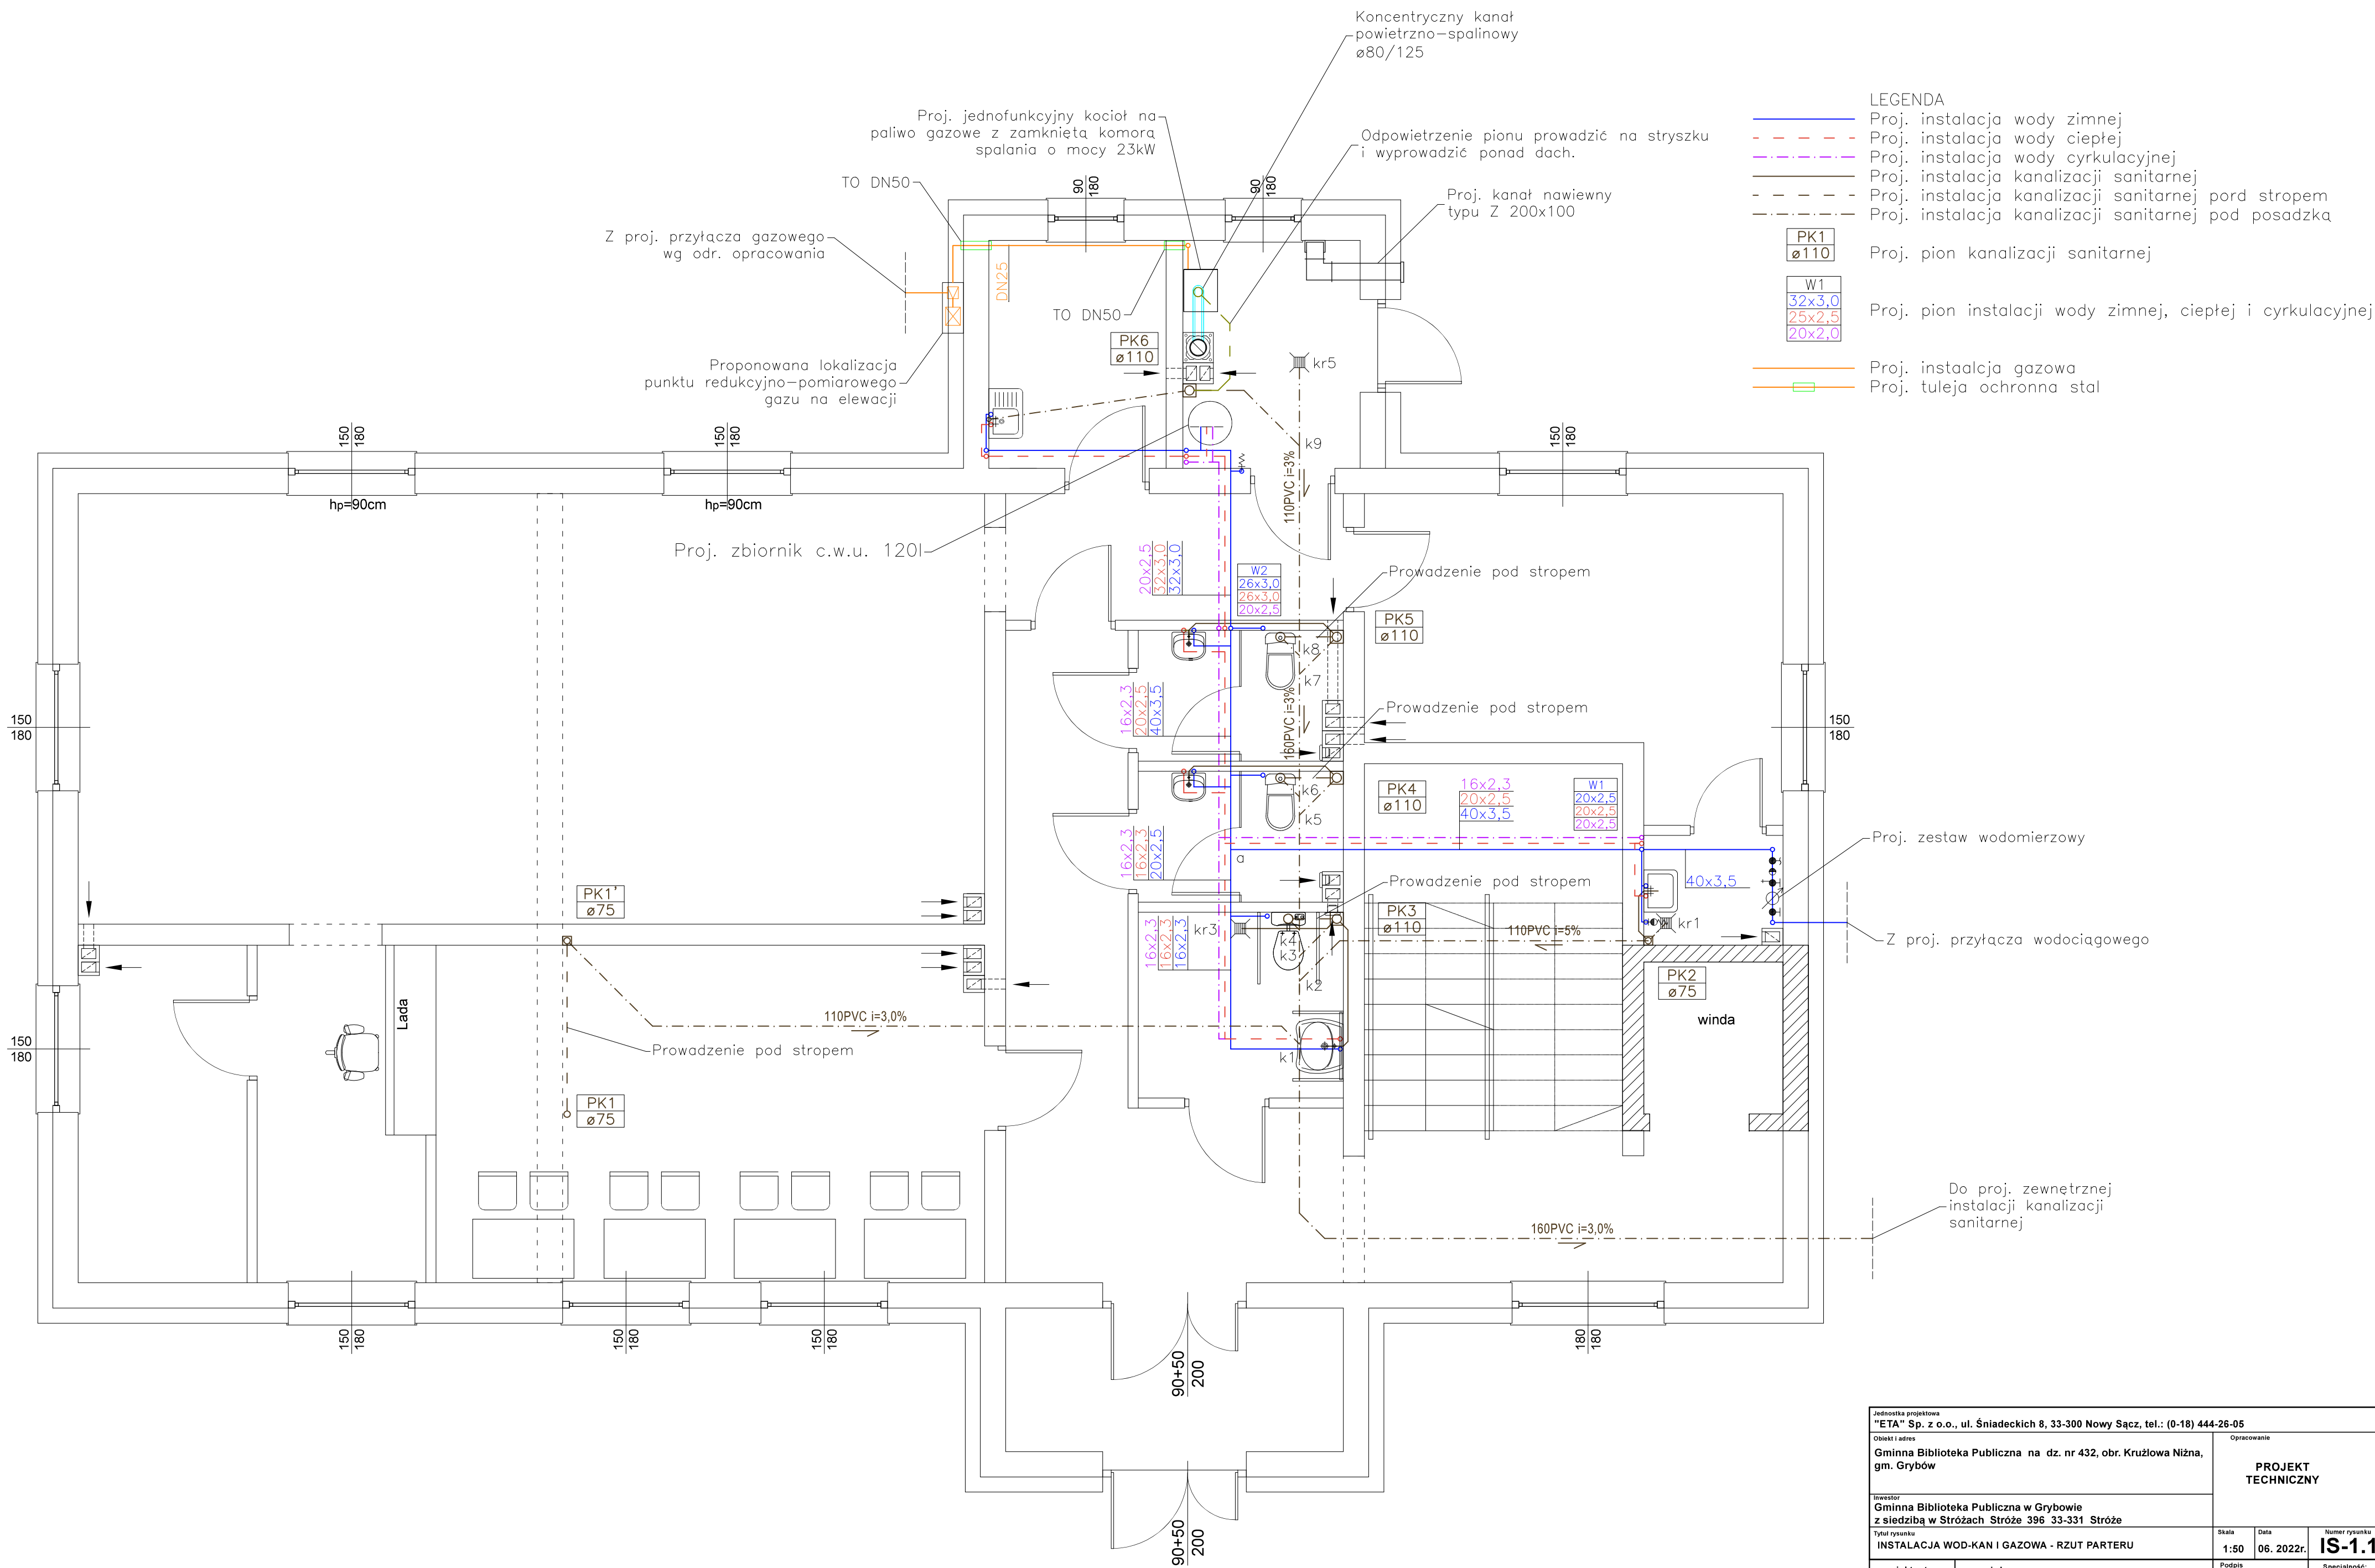 Koncentryczny kanał
powietrzno-spalinowy
ø80/125
Proj. jednofunkcyjny kocioł na
paliwo gazowe z zamkniętą komorą
spalania o mocy 23kW
Odpowietrzenie pionu prowadzić na stryszku
i wyprowadzić ponad dach.
TO DN50
90
180
90
180
Proj. kanał nawiewny
typu Z 200x100
Z proj. przyłącza gazowego
wg odr. opracowania
DN25
TO DN50
PK6
ø110
kr5
Proponowana lokalizacja
punktu redukcyjno-pomiarowego
gazu na elewacji
LEGENDA
Proj. instalacja wody zimnej
Proj. instalacja wody ciepłej
Proj. instalacja wody cyrkulacyjnej
Proj. instalacja kanalizacji sanitarnej
Proj. instalacja kanalizacji sanitarnej pord stropem
Proj. instalacja kanalizacji sanitarnej pod posadzką
PK1
ø110
Proj. pion kanalizacji sanitarnej
W1
32x3,0
25x2,5
20x2,0
Proj. pion instalacji wody zimnej, ciepłej i cyrkulacyjnej
Proj. instaalcja gazowa
Proj. tuleja ochronna stal
150
180
150
180
150
180
k9
hp=90cm
hp=90cm
110PVC i=3%
Proj. zbiornik c.w.u. 120l
20x2,5
32x3,0
32x3,0
W2
26x3,0
26x3,0
20x2,5
Prowadzenie pod stropem
PK5
ø110
k8
k7
16x2,3
20x2,5
40x3,5
160PVC i=3%
Prowadzenie pod stropem
150
180
150
180
k6
k5
PK4
ø110
16x2,3
20x2,5
40x3,5
W1
20x2,5
20x2,5
20x2,5
16x2,3
16x2,3
20x2,5
a
Proj. zestaw wodomierzowy
Prowadzenie pod stropem
40x3,5
PK1'
ø75
PK3
ø110
kr3
kr1
k4
k3
k2
110PVC i=5%
Z proj. przyłącza wodociągowego
16x2,3
16x2,3
16x2,3
PK2
ø75
Lada
110PVC i=3,0%
winda
150
180
Prowadzenie pod stropem
k1
PK1
ø75
Do proj. zewnętrznej
instalacji kanalizacji
sanitarnej
160PVC i=3,0%
150
180
150
180
150
180
180
180
90+50
200
90+50
200
Jednostka projektowa
"ETA" Sp. z o.o., ul. Śniadeckich 8, 33-300 Nowy Sącz, tel.: (0-18) 444-26-05
Obiekt i adres
Gminna Biblioteka Publiczna na dz. nr 432, obr. Krużlowa Niżna,
gm. Grybów
Opracowanie
PROJEKT
TECHNICZNY
Inwestor
Gminna Biblioteka Publiczna w Grybowie
z siedzibą w Stróżach Stróże 396 33-331 Stróże
Tytuł rysunku
INSTALACJA WOD-KAN I GAZOWA - RZUT PARTERU
Skala
1:50
Data
06. 2022r.
Numer rysunku
IS-1.1
Podpis
Specjalność: